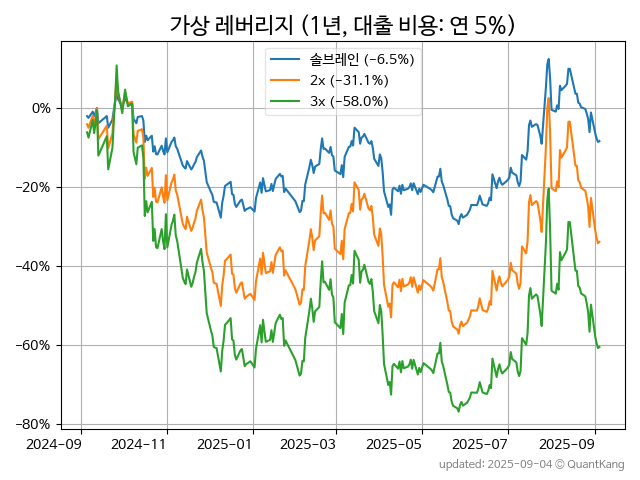 가상 레버리지 (1년, 대출 비용: 연 5%)
솔브레인 (−6.5%)
2x (−31.1%)
3x (−58.0%)
0%
−20%
−40%
−60%
−80%
2024−09 2024−11 2025−01 2025−03 2025−05 2025−07 2025−09
updated: 2025−09−04 © QuantKang